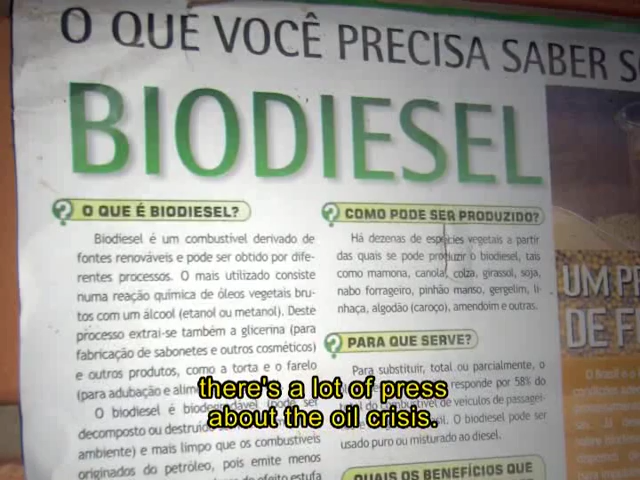 O QUE VOCÊ PRECISA SABER
BIODIESEL
O QUE É BIODIESEL?
Biodiesel é um combustível derivado de
fontes renováveis e pode ser obtido por dife-
rentes processos. O mais utilizado consiste
numa reação química de óleos vegetais bru-
tos com um álcool (etanol ou metanol). Deste
processo extrai-se também a glicerina (para
fabricação de sabonetes e outros cosméticos)
e outros produtos, como a torta e o farelo
(para adubação e
O biodiesel é biodegradável (pode ser
decomposto ou
ambiente) e mais limpo que os combustíveis
originados do petróleo, pois emite menos
efeito estufa
COMO PODE SER PRODUZIDO?
Há dezenas de espécies vegetais a partir
das quais se pode produzir o biodiesel, tais
como mamona, canola, colza, girassol, soja,
nabo forrageiro, pinhão manso, gergelim, li-
nhaça, algodão (caroço), amendoim e outras.
PARA QUE SERVE?
Para substituir, total ou parcialmente, o
responde por 58% do
combustível de veículos de passagei-
O biodiesel pode ser
usado puro ou misturado ao diesel.
QUAIS OS BENEFÍCIOS QUE
UM
DE
O Brasil
there's a lot of press
about the oil crisis.